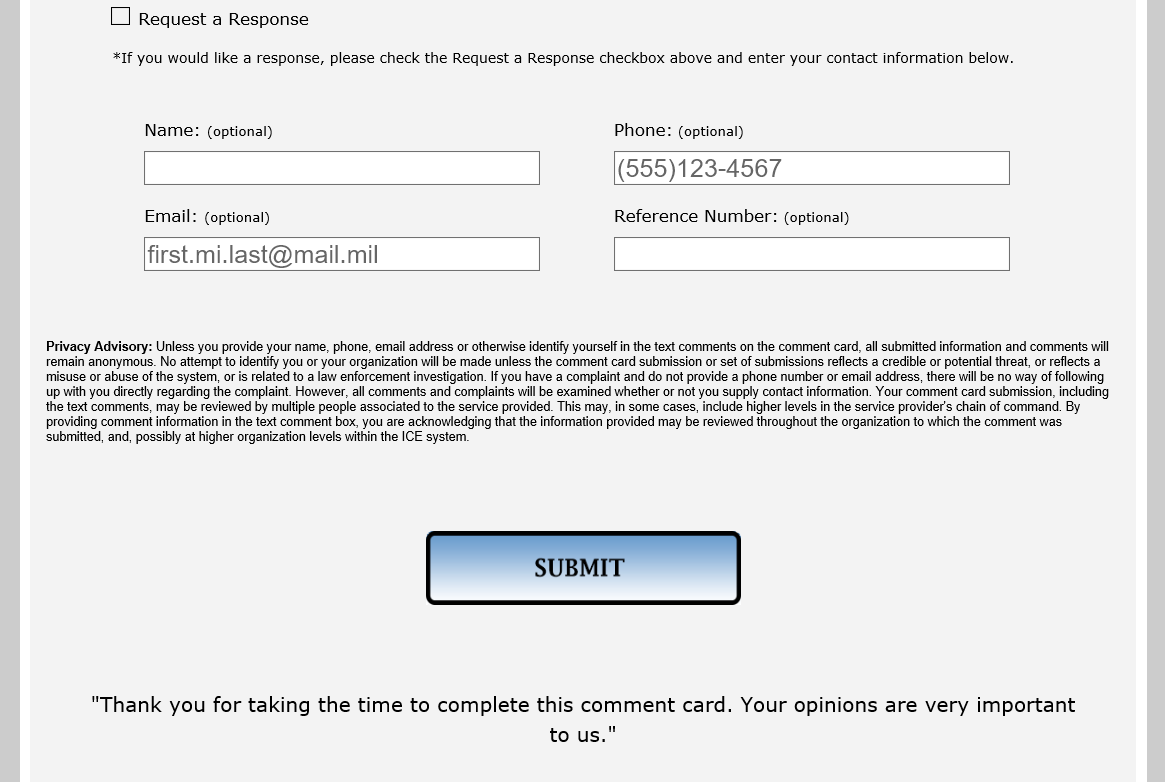 Request a Response
*If you would like a response, please check the Request a Response checkbox above and enter your contact information below.
Name: (optional)
Phone: (optional)
(555)123-4567
Email: (optional)
Reference Number: (optional)
first.mi.last@mail.mil
Privacy Advisory: Unless you provide your name, phone, email address or otherwise identify yourself in the text comments on the comment card, all submitted information and comments will
remain anonymous. No attempt to identify you or your organization will be made unless the comment card submission or set of submissions reflects a credible or potential threat, or reflects a
misuse or abuse of the system, or is related to a law enforcement investigation. If you have a complaint and do not provide a phone number or email address, there will be no way of following
up with you directly regarding the complaint. However, all comments and complaints will be examined whether or not you supply contact information. Your comment card submission, including
the text comments, may be reviewed by multiple people associated to the service provided. This may, in some cases, include higher levels in the service provider's chain of command. By
providing comment information in the text comment box, you are acknowledging that the information provided may be reviewed throughout the organization to which the comment was
submitted, and, possibly at higher organization levels within the ICE system.
SUBMIT
"Thank you for taking the time to complete this comment card. Your opinions are very important
to us."